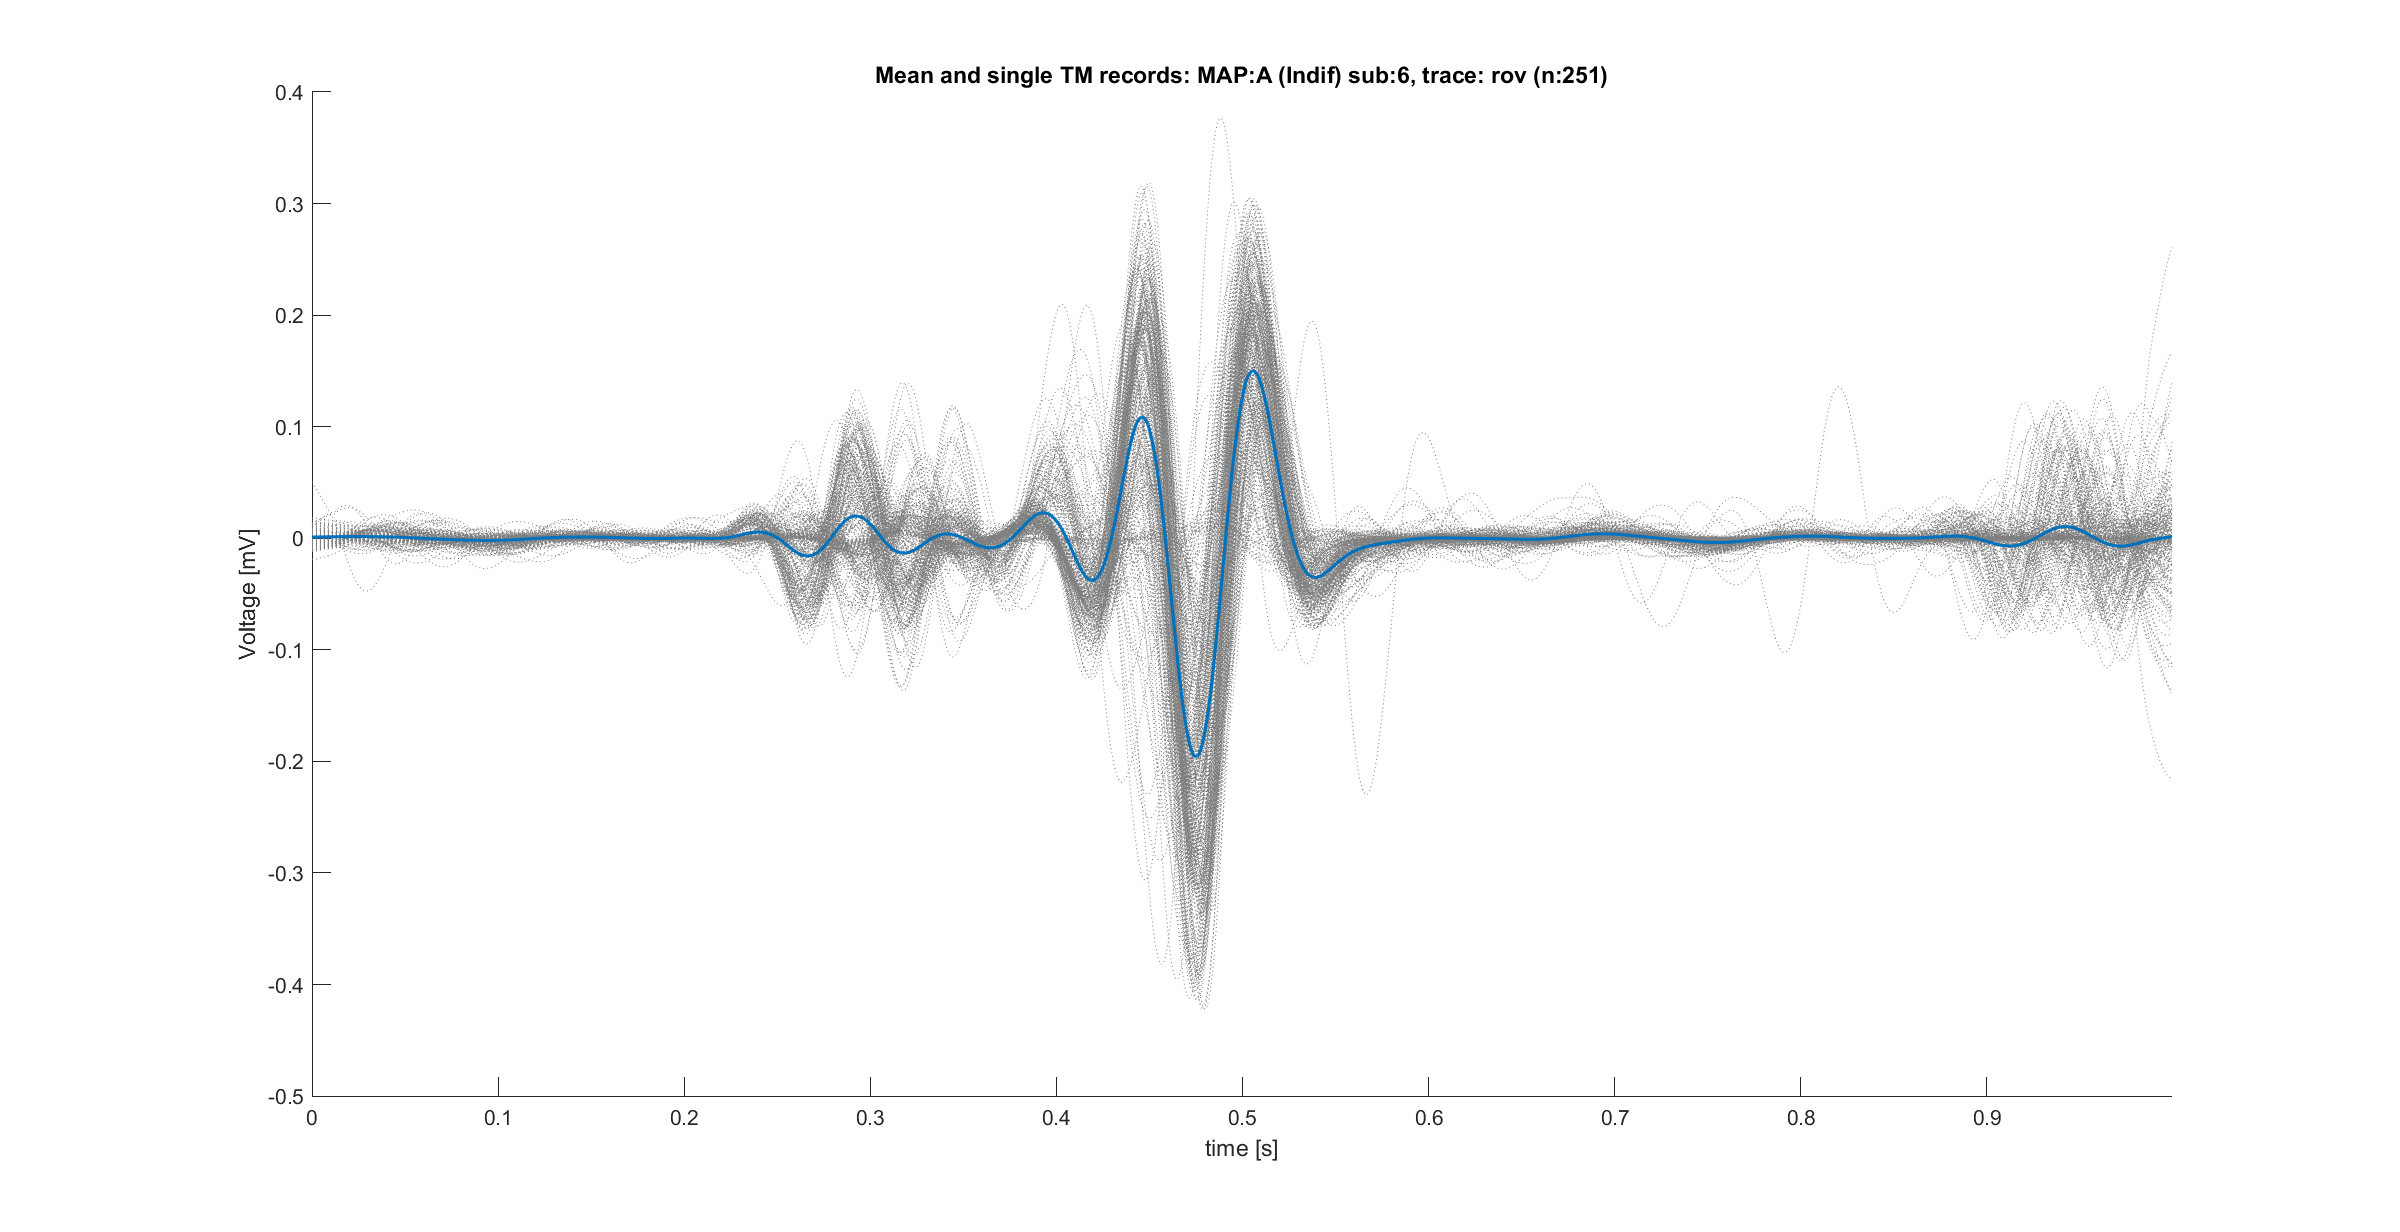 Mean and single TM records: MAP:A (Indif) sub:6, trace: rov (n:251)
0.4
0.3
0.2
0.1
0
-0.1
-0.2
-0.3
-0.4
-0.5
Voltage [mV]
0 0.1 0.2 0.3 0.4 0.5 0.6 0.7 0.8 0.9
time [s]